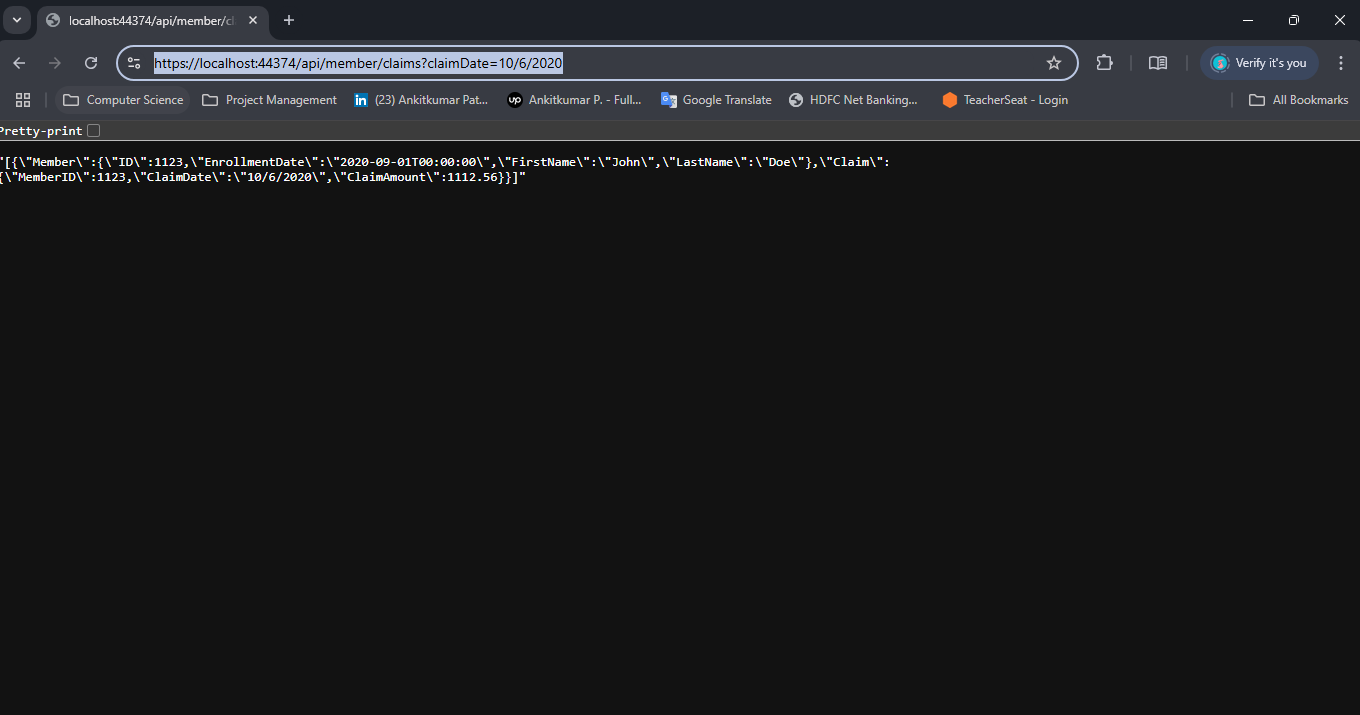 localhost:44374/api/member/cl
https://localhost:44374/api/member/claims?claimDate=10/6/2020
Verify it's you
Computer Science
Project Management
in (23) Ankitkumar Pat...
up Ankitkumar P. - Full...
Google Translate
HDFC Net Banking...
TeacherSeat - Login
All Bookmarks
Pretty-print
"[{\"Member\":{\"ID\":1123,\"EnrollmentDate\":\"2020-09-01T00:00:00\",\"FirstName\":\"John\",\"LastName\":\"Doe\"},\"Claim\":
{\"MemberID\":1123,\"ClaimDate\":\"10/6/2020\",\"ClaimAmount\":1112.56}}]"